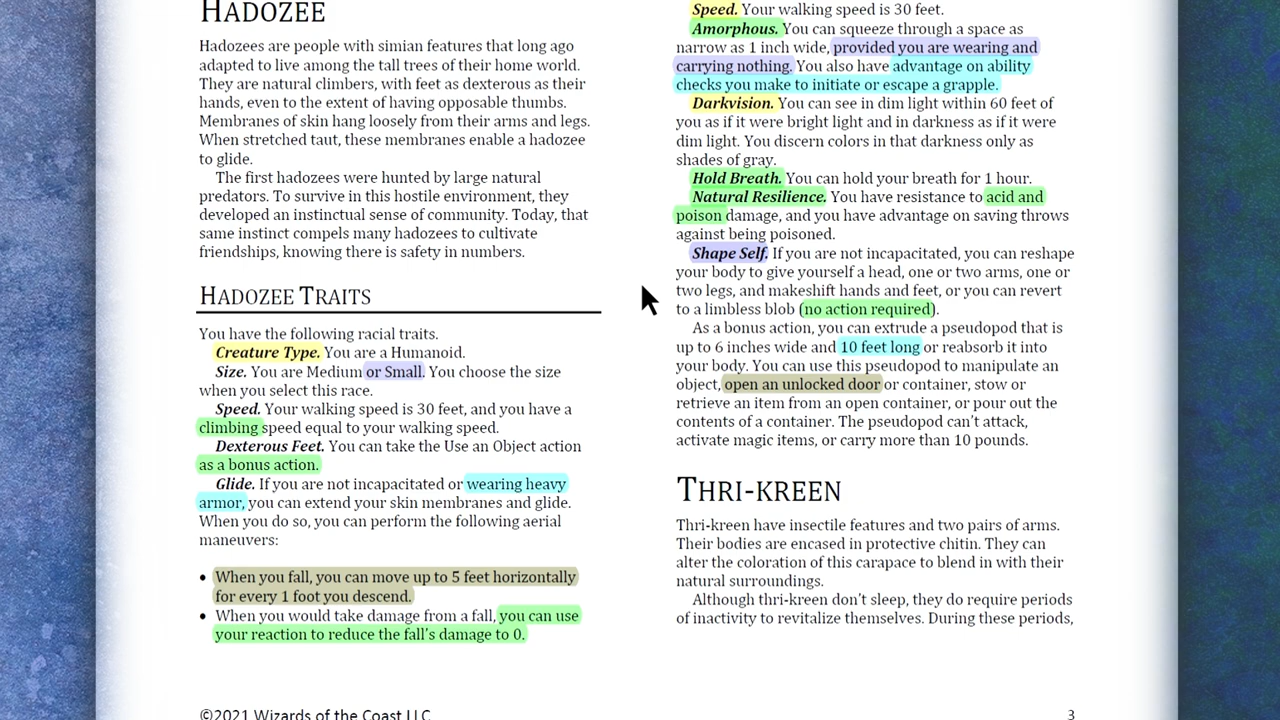 HADOZEE
Hadozees are people with simian features that long ago
adapted to live among the tall trees of their home world.
They are natural climbers, with feet as dexterous as their
hands, even to the extent of having opposable thumbs.
Membranes of skin hang loosely from their arms and legs.
When stretched taut, these membranes enable a hadozee
to glide.
The first hadozees were hunted by large natural
predators. To survive in this hostile environment, they
developed an instinctual sense of community. Today, that
same instinct compels many hadozees to cultivate
friendships, knowing there is safety in numbers.
HADOZEE TRAITS
You have the following racial traits.
Creature Type. You are a Humanoid.
Size. You are Medium or Small. You choose the size
when you select this race.
Speed. Your walking speed is 30 feet, and you have a
climbing speed equal to your walking speed.
Dexterous Feet. You can take the Use an Object action
as a bonus action.
Glide. If you are not incapacitated or wearing heavy
armor, you can extend your skin membranes and glide.
When you do so, you can perform the following aerial
maneuvers:
• When you fall, you can move up to 5 feet horizontally
for every 1 foot you descend.
• When you would take damage from a fall, you can use
your reaction to reduce the fall's damage to 0.
Speed. Your walking speed is 30 feet.
Amorphous. You can squeeze through a space as
narrow as 1 inch wide, provided you are wearing and
carrying nothing. You also have advantage on ability
checks you make to initiate or escape a grapple.
Darkvision. You can see in dim light within 60 feet of
you as if it were bright light and in darkness as if it were
dim light. You discern colors in that darkness only as
shades of gray.
Hold Breath. You can hold your breath for 1 hour.
Natural Resilience. You have resistance to acid and
poison damage, and you have advantage on saving throws
against being poisoned.
Shape Self. If you are not incapacitated, you can reshape
your body to give yourself a head, one or two arms, one or
two legs, and makeshift hands and feet, or you can revert
to a limbless blob (no action required).
As a bonus action, you can extrude a pseudopod that is
up to 6 inches wide and 10 feet long or reabsorb it into
your body. You can use this pseudopod to manipulate an
object, open an unlocked door or container, stow or
retrieve an item from an open container, or pour out the
contents of a container. The pseudopod can't attack,
activate magic items, or carry more than 10 pounds.
THRI-KREEN
Thri-kreen have insectile features and two pairs of arms.
Their bodies are encased in protective chitin. They can
alter the coloration of this carapace to blend in with their
natural surroundings.
Although thri-kreen don't sleep, they do require periods
of inactivity to revitalize themselves. During these periods,
©2021 Wizards of the Coast LLC
3